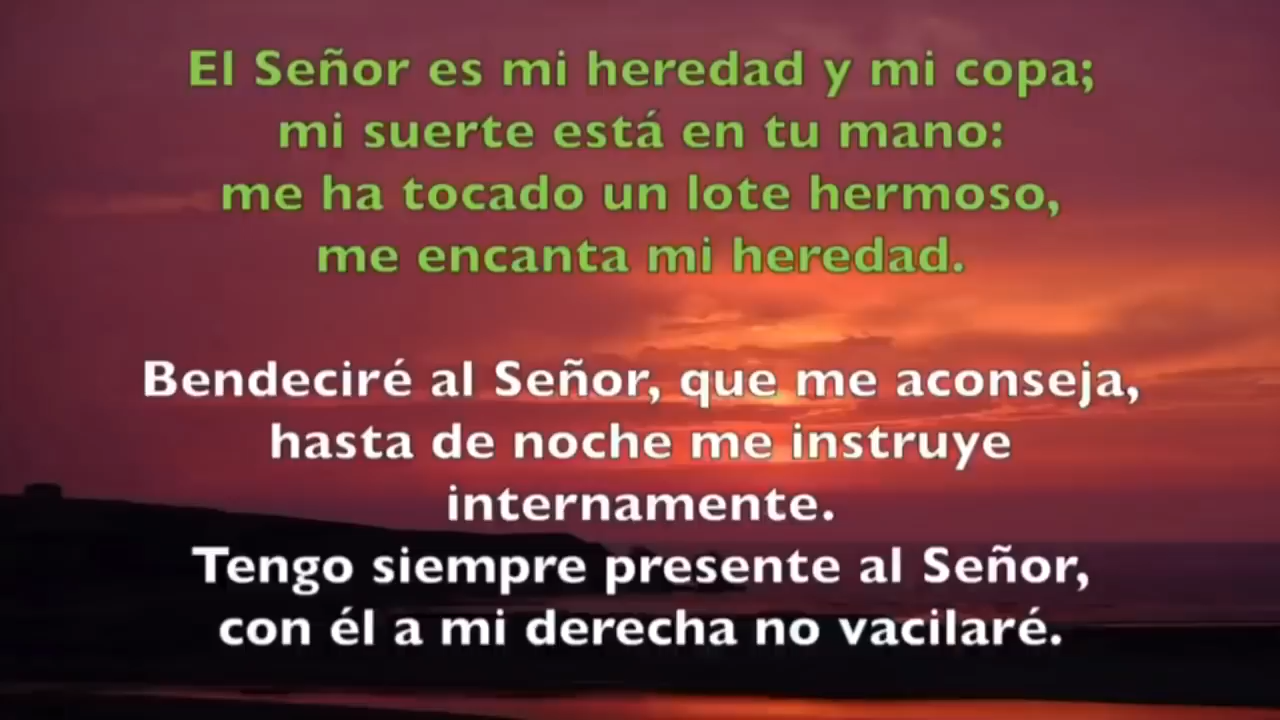 El Señor es mi heredad y mi copa;
mi suerte está en tu mano:
me ha tocado un lote hermoso,
me encanta mi heredad.
Bendeciré al Señor, que me aconseja,
hasta de noche me instruye
internamente.
Tengo siempre presente al Señor,
con él a mi derecha no vacilaré.